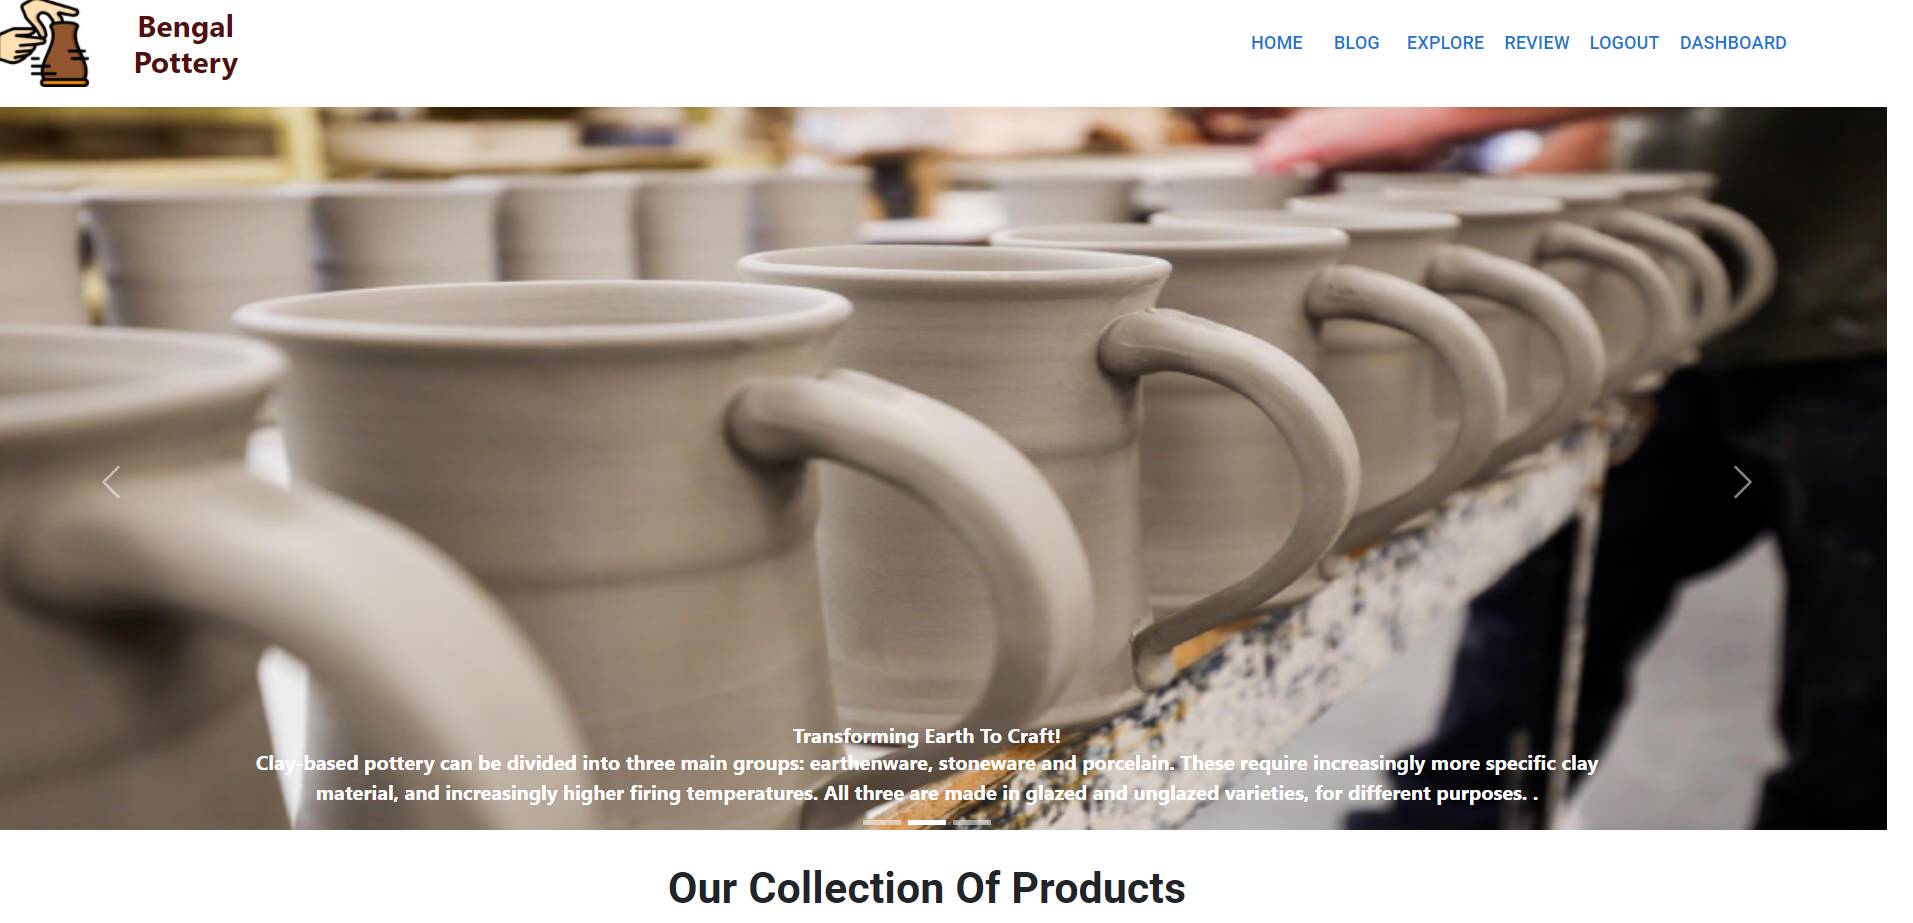 Bengal
Pottery
HOME BLOG EXPLORE REVIEW LOGOUT DASHBOARD
Transforming Earth To Craft!
Clay-based pottery can be divided into three main groups: earthenware, stoneware and porcelain. These require increasingly more specific clay
material, and increasingly higher firing temperatures. All three are made in glazed and unglazed varieties, for different purposes. .
Our Collection Of Products